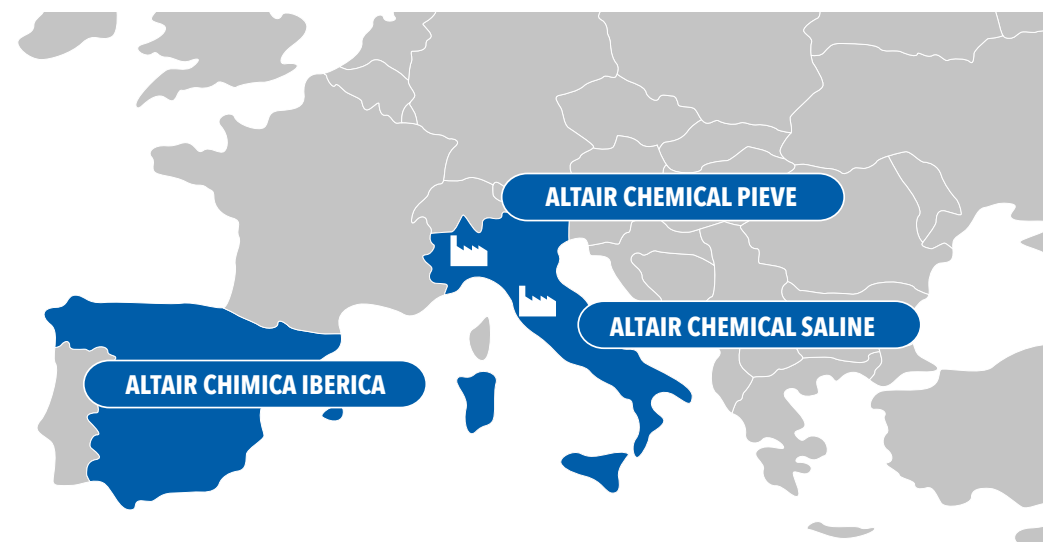 ALTAIR CHEMICAL PIEVE
ALTAIR CHEMICAL SALINE
ALTAIR CHIMICA IBERICA